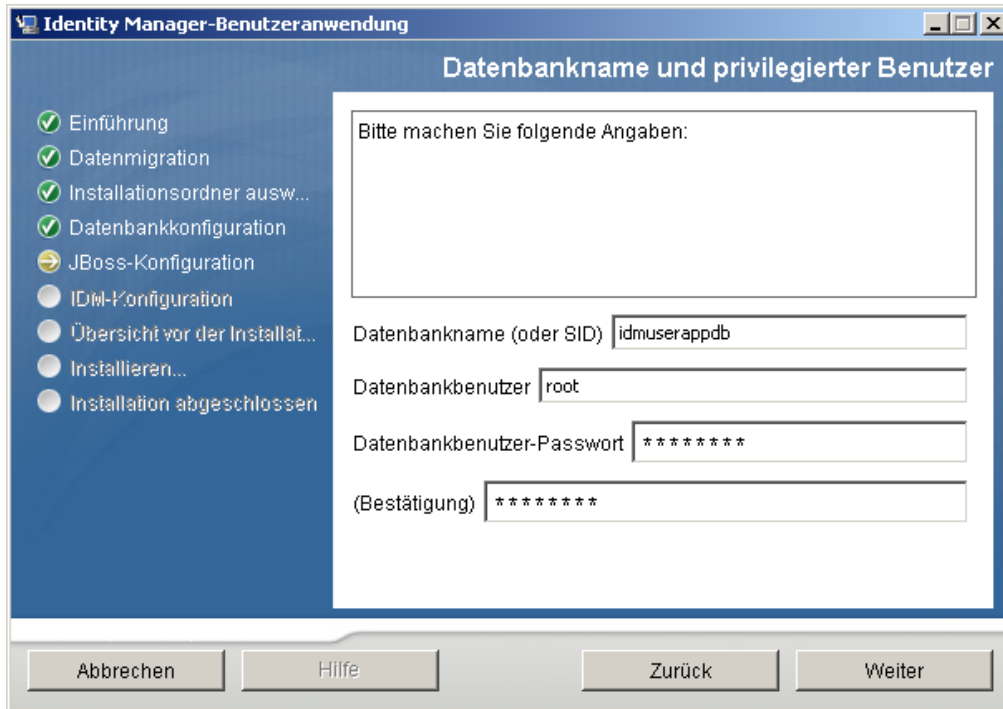 Identity Manager-Benutzeranwendung
Datenbankname und privilegierter Benutzer
Einführung
Datenmigration
Installationsordner ausw...
Datenbankkonfiguration
JBoss-Konfiguration
IDM-Konfiguration
Übersicht vor der Installat...
Installieren...
Installation abgeschlossen
Bitte machen Sie folgende Angaben:
Datenbankname (oder SID) idmuserappdb
Datenbankbenutzer root
Datenbankbenutzer-Passwort ********
(Bestätigung) ********
Abbrechen Hilfe Zurück Weiter